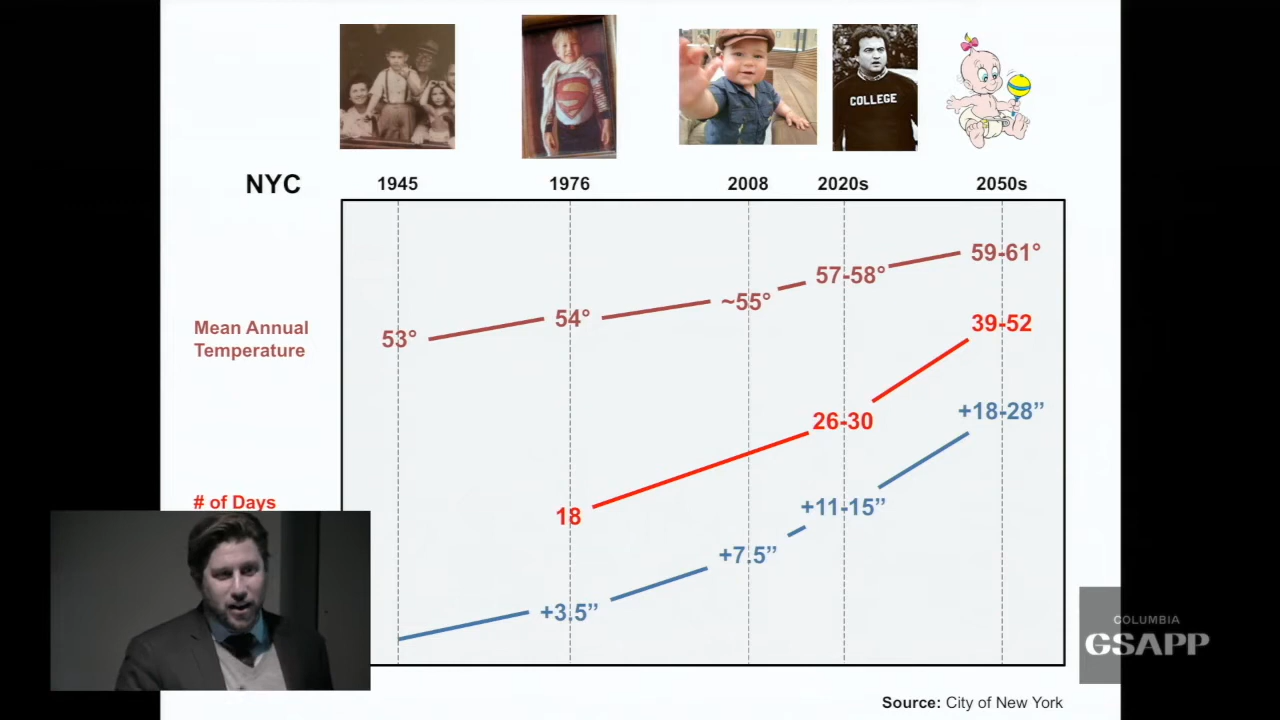 COLLEGE
NYC
1945
1976
2008
2020s
2050s
59-61°
57-58°
~55°
54°
53°
Mean Annual
Temperature
39-52
26-30
18
# of Days
+18-28”
+11-15”
+7.5”
+3.5”
COLUMBIA
GSAPP
Source: City of New York